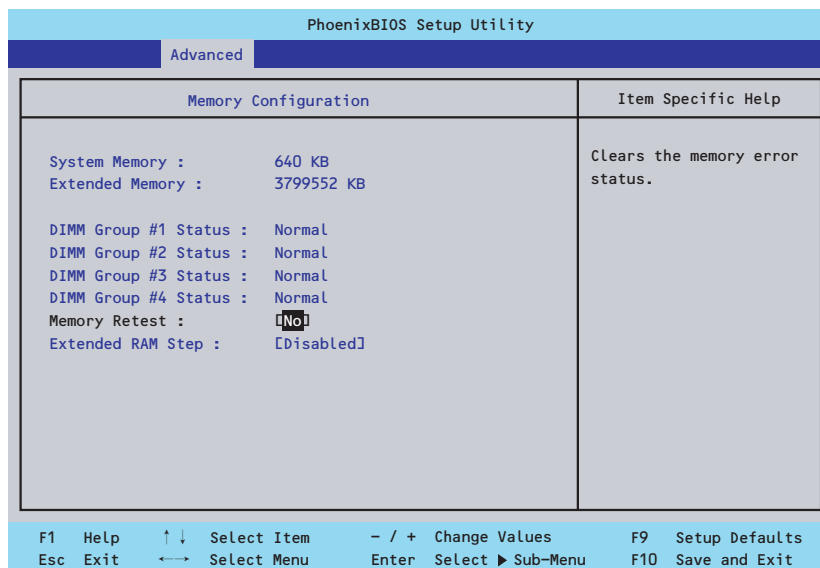 PhoenixBIOS Setup Utility
Advanced
Memory Configuration
Item Specific Help
System Memory : 640 KB
Extended Memory : 3799552 KB
DIMM Group #1 Status : Normal
DIMM Group #2 Status : Normal
DIMM Group #3 Status : Normal
DIMM Group #4 Status : Normal
Memory Retest : [No]
Extended RAM Step : [Disabled]
Clears the memory error
status.
F1 Help ↑↓ Select Item - / + Change Values F9 Setup Defaults
Esc Exit ←→ Select Menu Enter Select ▶ Sub-Menu F10 Save and Exit